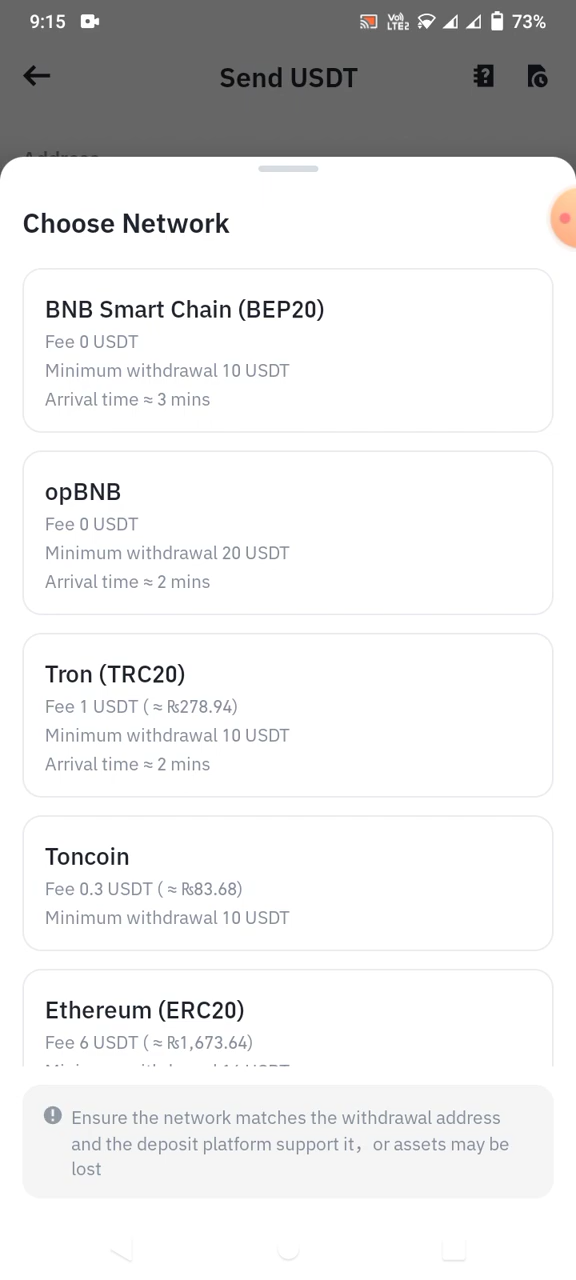 9:15
Vo))
LTE2
73%
Send USDT
Address
Choose Network
BNB Smart Chain (BEP20)
Fee 0 USDT
Minimum withdrawal 10 USDT
Arrival time ≈ 3 mins
opBNB
Fee 0 USDT
Minimum withdrawal 20 USDT
Arrival time ≈ 2 mins
Tron (TRC20)
Fee 1 USDT ( ≈ ₨278.94)
Minimum withdrawal 10 USDT
Arrival time ≈ 2 mins
Toncoin
Fee 0.3 USDT ( ≈ ₨83.68)
Minimum withdrawal 10 USDT
Ethereum (ERC20)
Fee 6 USDT ( ≈ ₨1,673.64)
Ensure the network matches the withdrawal address
and the deposit platform support it，or assets may be
lost